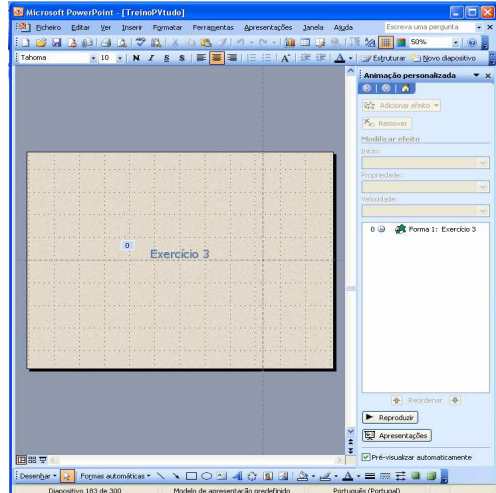 Microsoft PowerPoint - [TreinoPVtudo]
Ficheiro Editar Ver Inserir Formatar Ferramentas Apresentações Janela Ajuda Escreva uma pergunta
50%
Tahoma 10 N I S S Estruturar Novo diapositivo
Animação personalizada
Adicionar efeito
Remover
Modificar efeito
Início:
Propriedade:
Velocidade:
0 Forma 1: Exercício 3
0
Exercício 3
Reordenar
Reproduzir
Apresentações
Pré-visualizar automaticamente
Desenhar Formas automáticas
Diapositivo 183 de 300 Modelo de apresentação predefinido Português (Portugal)